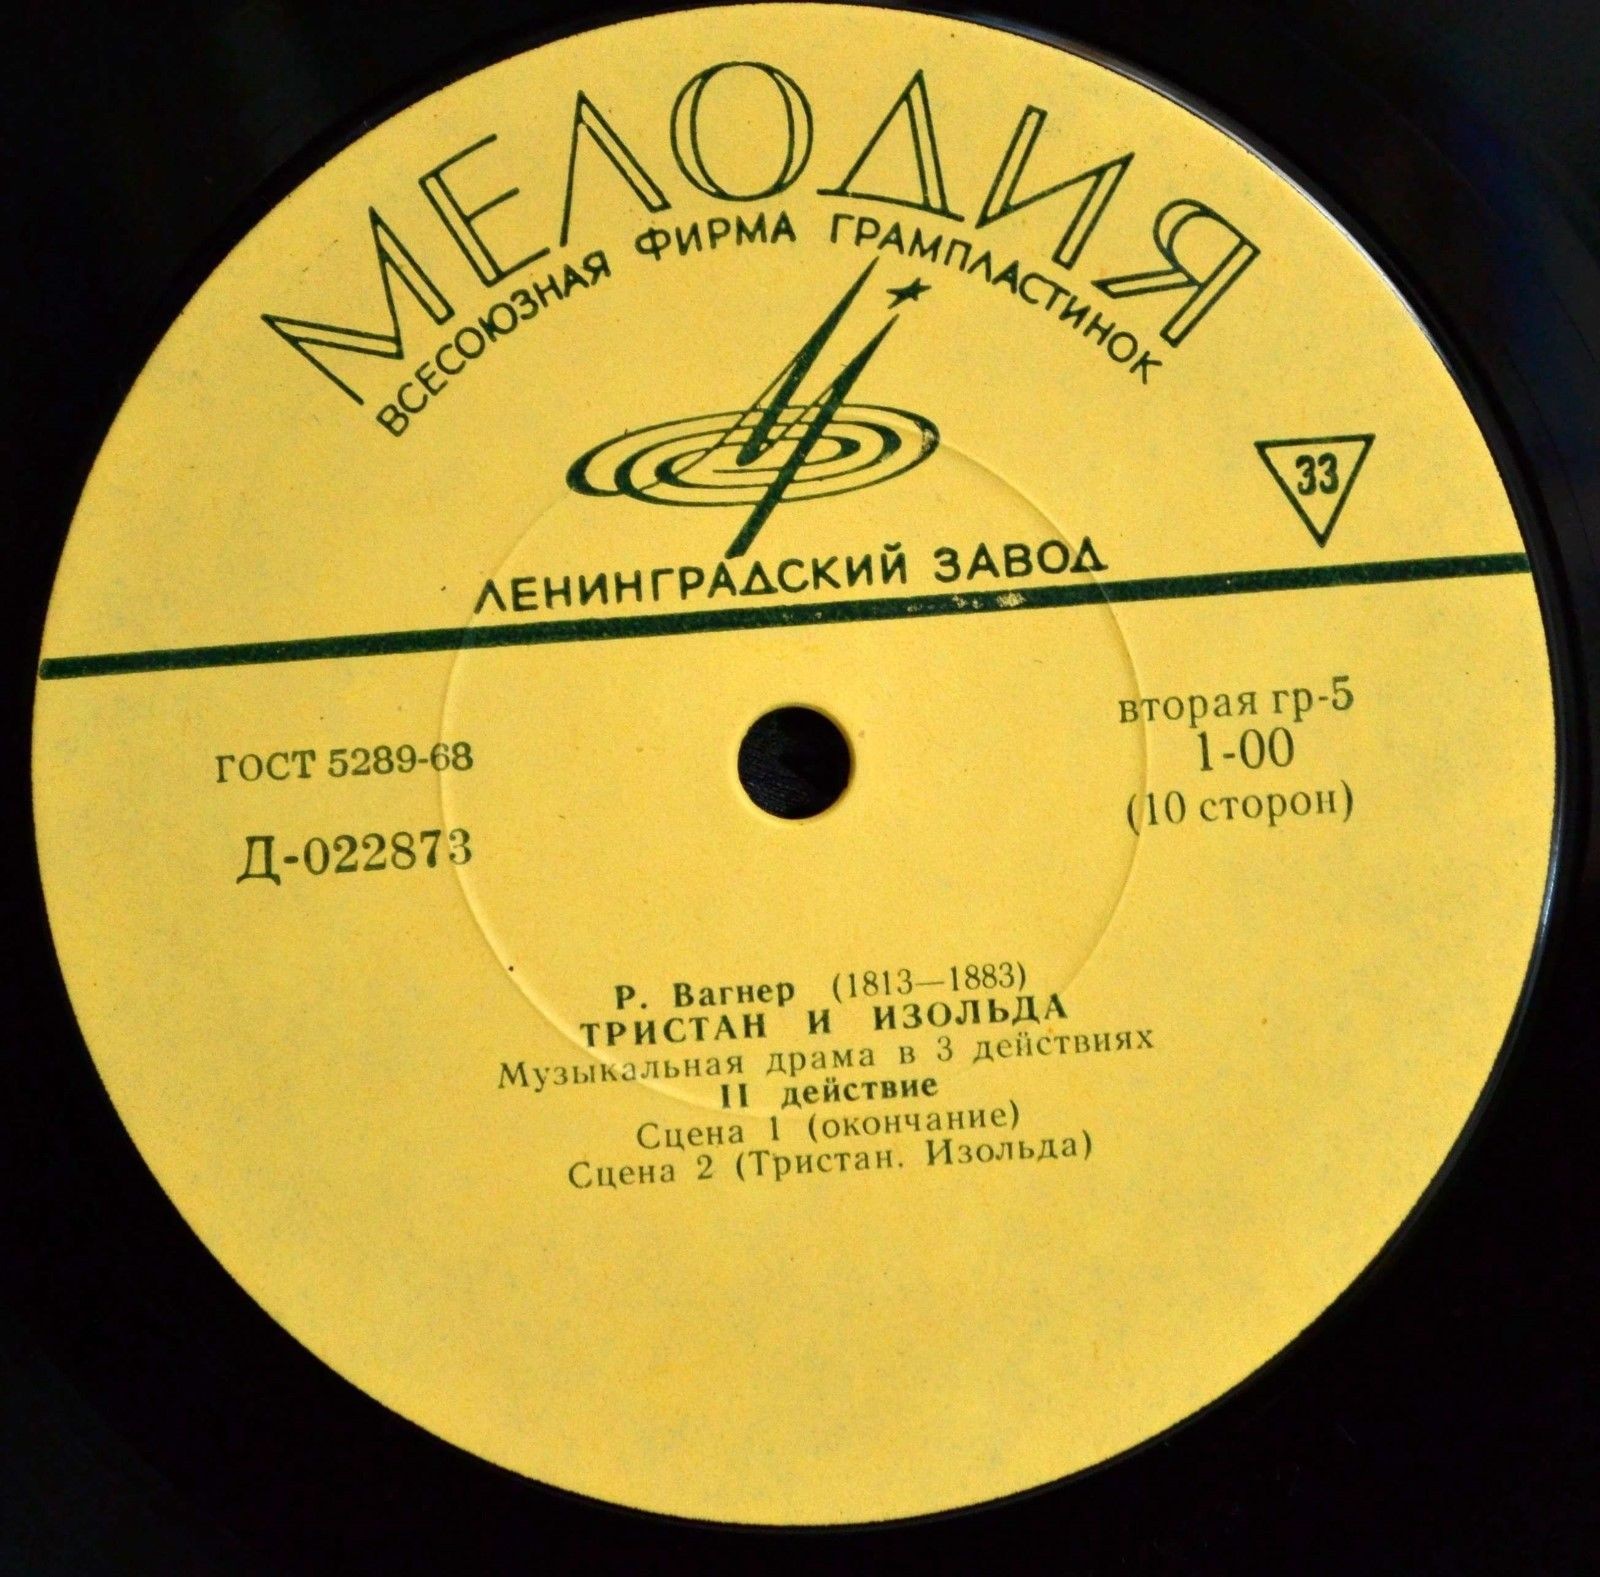 МЕЛОДИЯ
ВСЕСОЮЗНАЯ ФИРМА ГРАМПЛАСТИНОК
33
ЛЕНИНГРАДСКИЙ ЗАВОД
ГОСТ 5289-68
Д-022873
вторая гр-5
1-00
(10 сторон)
Р. Вагнер (1813—1883)
ТРИСТАН И ИЗОЛЬДА
Музыкальная драма в 3 действиях
II действие
Сцена 1 (окончание)
Сцена 2 (Тристан. Изольда)